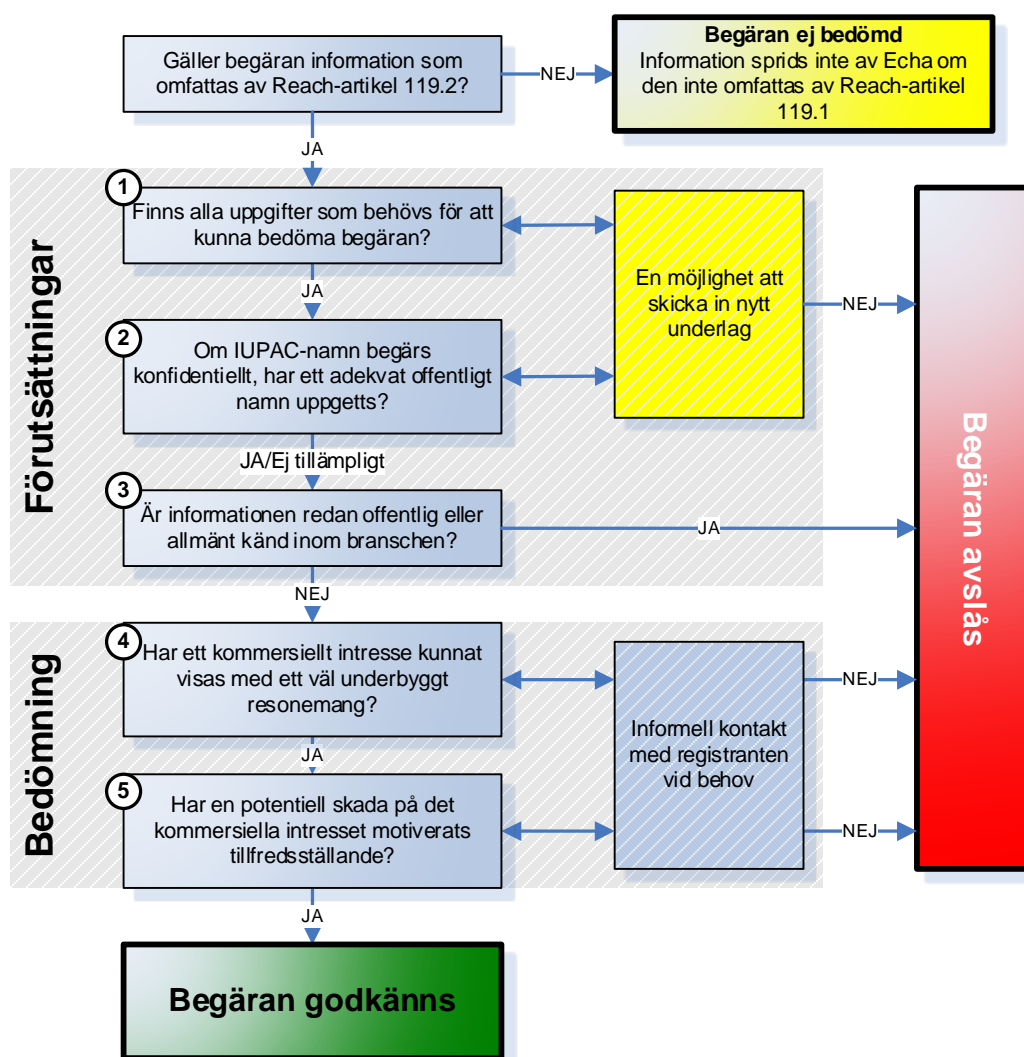 Gäller begäran information som
omfattas av Reach-artikel 119.2?
NEJ
Begäran ej bedömd
Information sprids inte av Echa om
den inte omfattas av Reach-artikel
119.1
JA
Förutsättningar
1
Finns alla uppgifter som behövs för att
kunna bedöma begäran?
En möjlighet att
skicka in nytt
underlag
NEJ
JA
2
Om IUPAC-namn begärs
konfidentiellt, har ett adekvat offentligt
namn uppgetts?
JA/Ej tillämpligt
3
Är informationen redan offentlig eller
allmänt känd inom branschen?
JA
Begäran avslås
NEJ
Bedömning
4
Har ett kommersiellt intresse kunnat
visas med ett väl underbyggt
resonemang?
NEJ
Informell kontakt
med registranten
vid behov
JA
5
Har en potentiell skada på det
kommersiella intresset motiverats
tillfredsställande?
NEJ
JA
Begäran godkänns